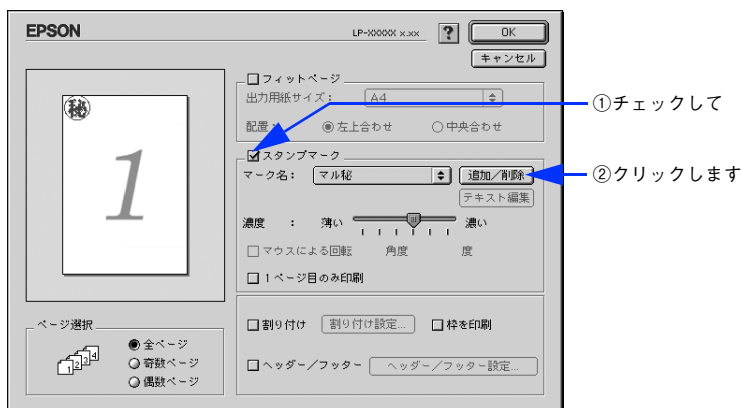 EPSON
LP-XXXXX x.xx
?
OK
キャンセル
㊙
1
フィットページ
出力用紙サイズ：
A4
配置：
左上合わせ
中央合わせ
①チェックして
スタンプマーク
マーク名：
マル秘
追加／削除
②クリックします
テキスト編集
濃度　：
薄い
濃い
マウスによる回転
角度
度
1ページ目のみ印刷
ページ選択
1 2 3 4
全ページ
奇数ページ
偶数ページ
割り付け
割り付け設定...
枠を印刷
ヘッダー／フッター
ヘッダー／フッター設定...